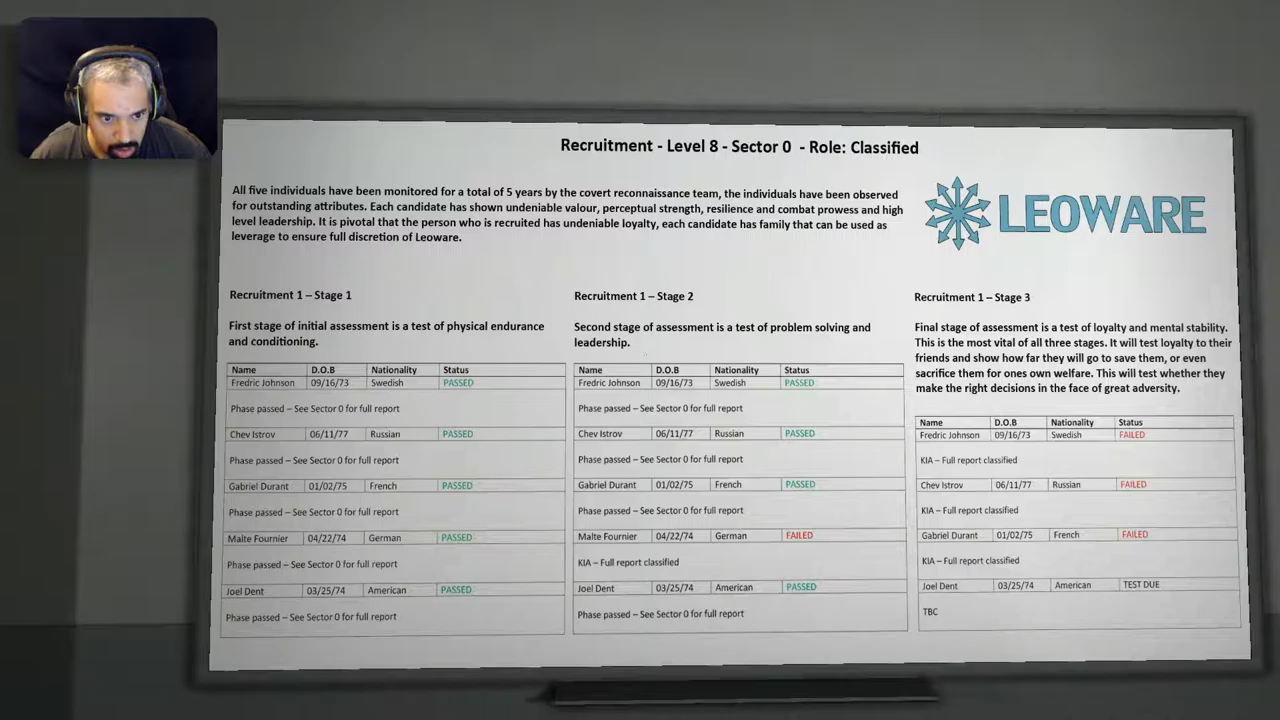 Recruitment - Level 8 - Sector 0 - Role: Classified
All five individuals have been monitored for a total of 5 years by the covert reconnaissance team, the individuals have been observed
for outstanding attributes. Each candidate has shown undeniable valour, perceptual strength, resilience and combat prowess and high
level leadership. It is pivotal that the person who is recruited has undeniable loyalty, each candidate has family that can be used as
leverage to ensure full discretion of Leoware.
LEOWARE
Recruitment 1 – Stage 1
First stage of initial assessment is a test of physical endurance
and conditioning.
Name D.O.B Nationality Status
Fredric Johnson 09/16/73 Swedish PASSED
Phase passed – See Sector 0 for full report
Chev Istrov 06/11/77 Russian PASSED
Phase passed – See Sector 0 for full report
Gabriel Durant 01/02/75 French PASSED
Phase passed – See Sector 0 for full report
Malte Fournier 04/22/74 German PASSED
Phase passed – See Sector 0 for full report
Joel Dent 03/25/74 American PASSED
Phase passed – See Sector 0 for full report
Recruitment 1 – Stage 2
Second stage of assessment is a test of problem solving and
leadership.
Name D.O.B Nationality Status
Fredric Johnson 09/16/73 Swedish PASSED
Phase passed – See Sector 0 for full report
Chev Istrov 06/11/77 Russian PASSED
Phase passed – See Sector 0 for full report
Gabriel Durant 01/02/75 French PASSED
Phase passed – See Sector 0 for full report
Malte Fournier 04/22/74 German FAILED
KIA – Full report classified
Joel Dent 03/25/74 American PASSED
Phase passed – See Sector 0 for full report
Recruitment 1 – Stage 3
Final stage of assessment is a test of loyalty and mental stability.
This is the most vital of all three stages. It will test loyalty to their
friends and show how far they will go to save them, or even
sacrifice them for ones own welfare. This will test whether they
make the right decisions in the face of great adversity.
Name D.O.B Nationality Status
Fredric Johnson 09/16/73 Swedish FAILED
KIA – Full report classified
Chev Istrov 06/11/77 Russian FAILED
KIA – Full report classified
Gabriel Durant 01/02/75 French FAILED
KIA – Full report classified
Joel Dent 03/25/74 American TEST DUE
TBC